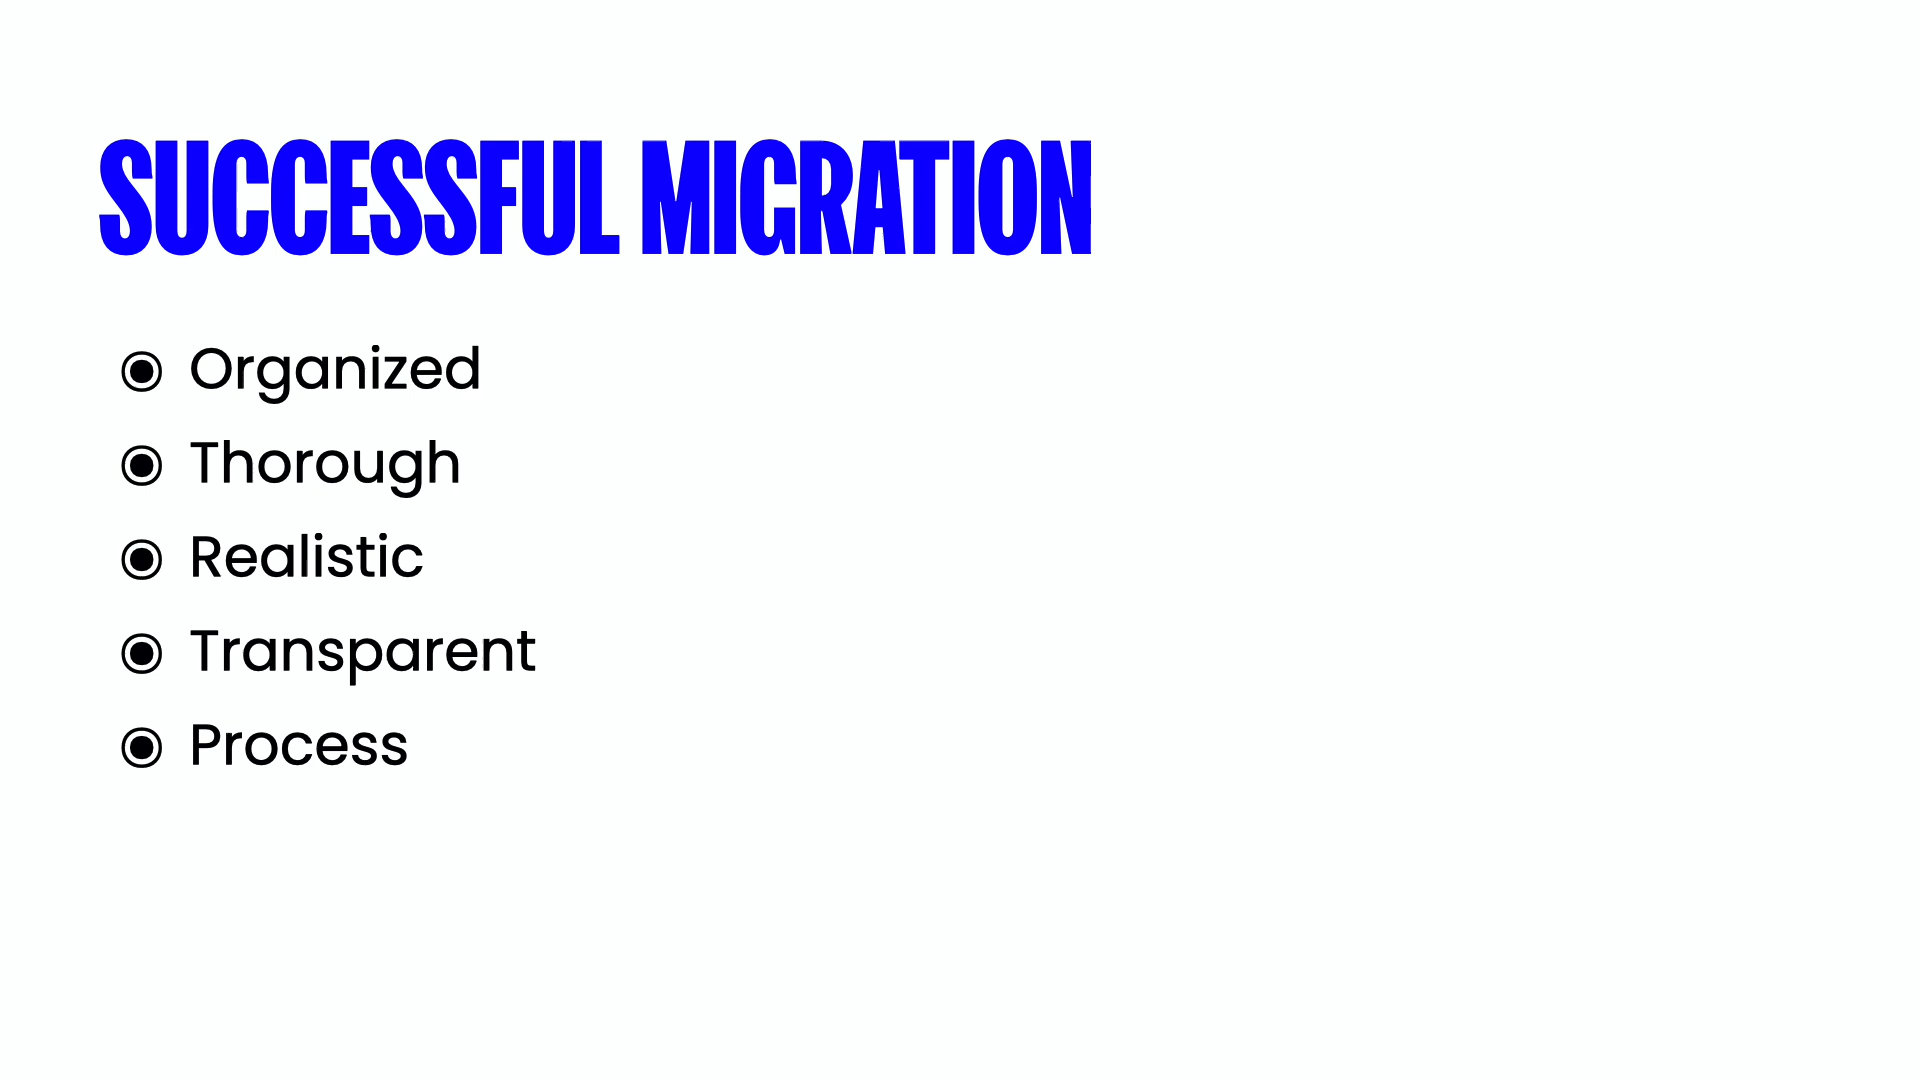 SUCCESSFUL MIGRATION
◉ Organized
◉ Thorough
◉ Realistic
◉ Transparent
◉ Process